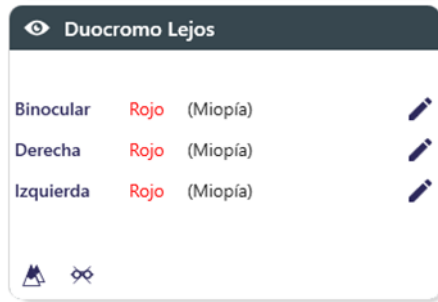 Duocromo Lejos
Binocular Rojo (Miopía)
Derecha Rojo (Miopía)
Izquierda Rojo (Miopía)